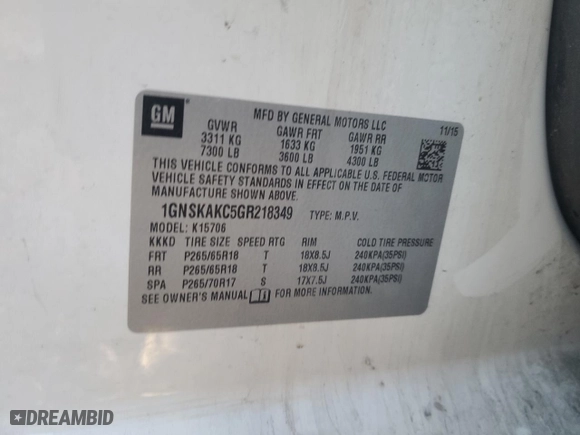 GM
MFD BY GENERAL MOTORS LLC
11/15
GVWR GAWR FRT GAWR RR
3311 KG 1633 KG 1951 KG
7300 LB 3600 LB 4300 LB
THIS VEHICLE CONFORMS TO ALL APPLICABLE U.S. FEDERAL MOTOR
VEHICLE SAFETY STANDARDS IN EFFECT ON THE DATE OF
MANUFACTURE SHOWN ABOVE.
1GNSKAKC5GR218349 TYPE: M.P.V.
MODEL: K15706
KKKD TIRE SIZE SPEED RTG RIM COLD TIRE PRESSURE
FRT P265/65R18 T 18X8.5J 240KPA(35PSI)
RR P265/65R18 T 18X8.5J 240KPA(35PSI)
SPA P265/70R17 S 17X7.5J 240KPA(35PSI)
SEE OWNER'S MANUAL FOR MORE INFORMATION.
DREAMBID